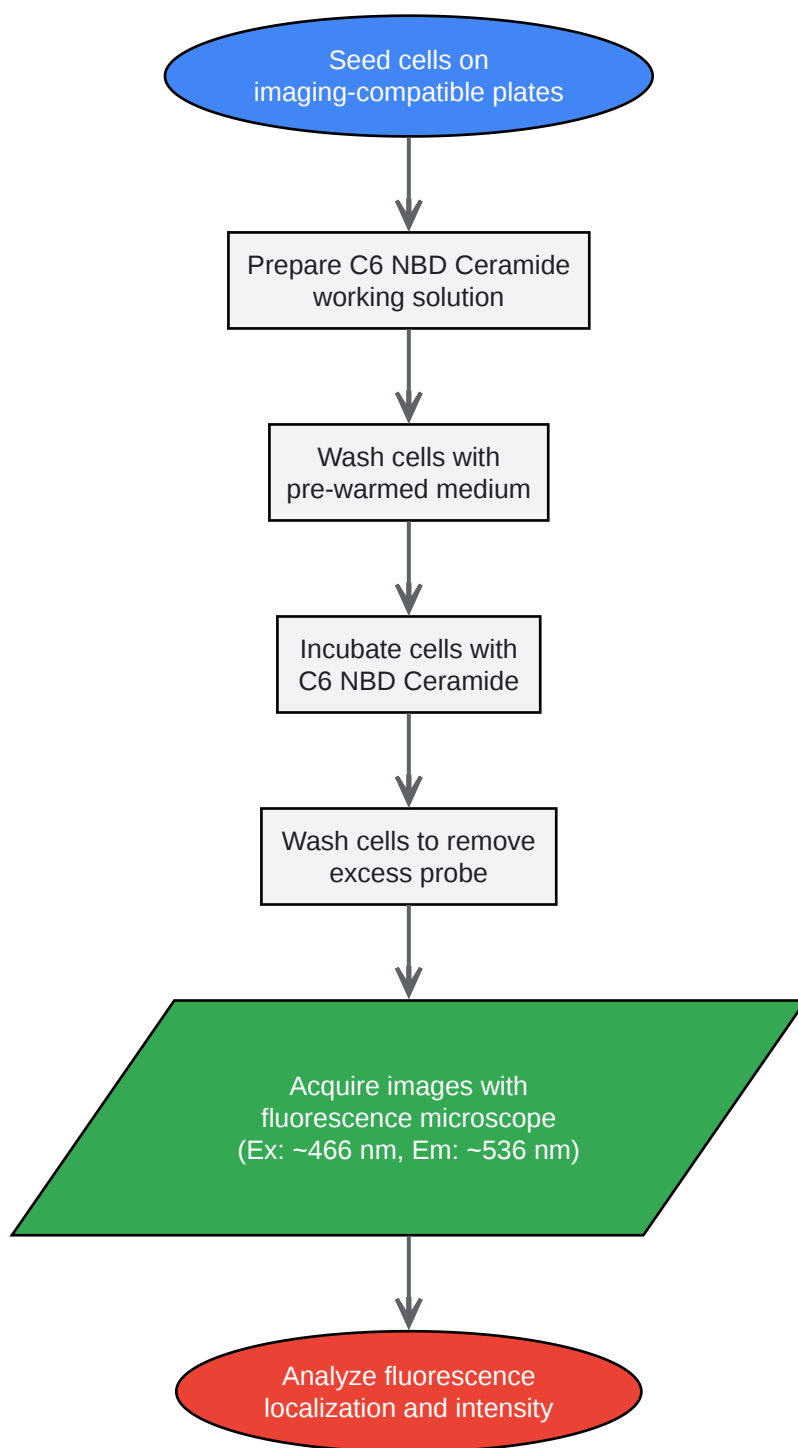 Seed cells on
imaging-compatible plates
Prepare C6 NBD Ceramide
working solution
Wash cells with
pre-warmed medium
Incubate cells with
C6 NBD Ceramide
Wash cells to remove
excess probe
Acquire images with
fluorescence microscope
(Ex: ~466 nm, Em: ~536 nm)
Analyze fluorescence
localization and intensity